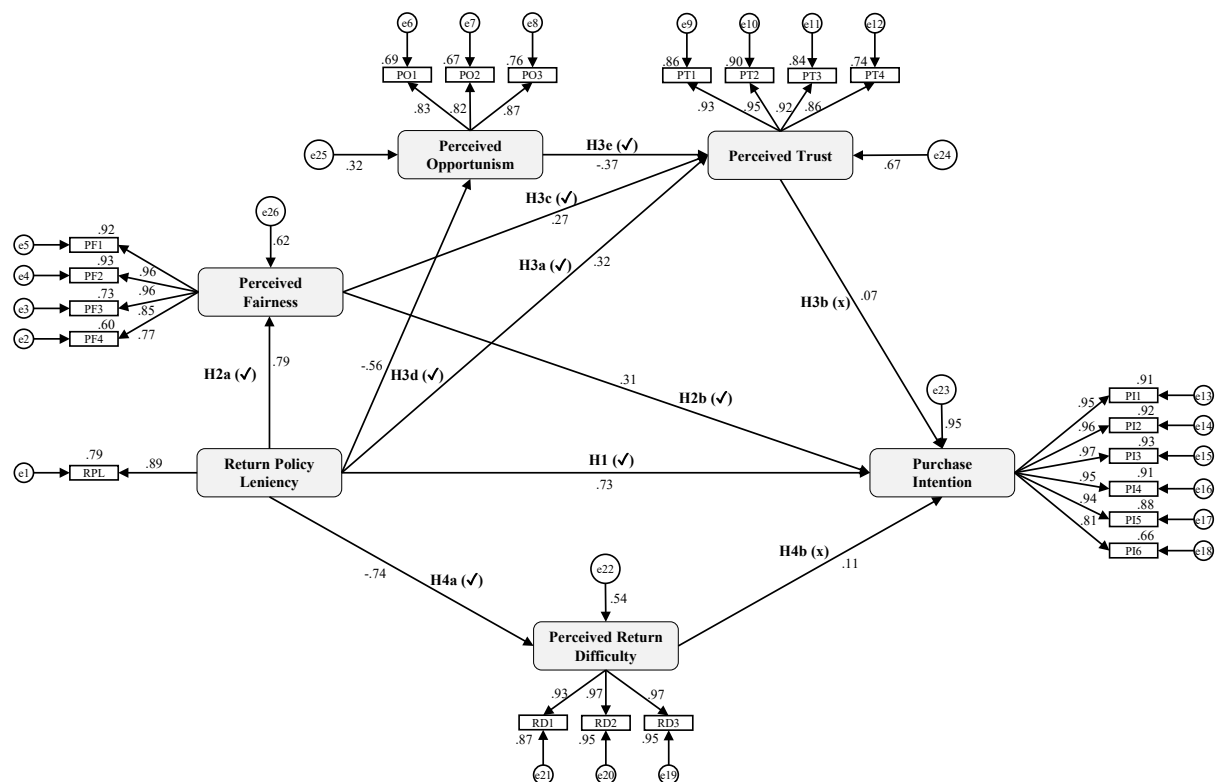 e6 e7 e8 e9 e10 e11 e12
.69 .67 .76 .86 .90 .84 .74
PO1 PO2 PO3 PT1 PT2 PT3 PT4
.83 .82 .87 .93 .95 .92 .86
e25
.32
Perceived
Opportunism
H3e (✓)
-.37
Perceived Trust
.67
e24
e26
.62
H3c (✓)
.27
e5 PF1 .92
e4 PF2 .93 .96
e3 PF3 .73 .96
.85
e2 PF4 .60 .77
Perceived
Fairness
H3a (✓)
.32
H3b (x)
.07
H2a (✓)
.79
-.56
H3d (✓)
.31
H2b (✓)
e23
.95
e1
.79
RPL
.89
Return Policy
Leniency
H1 (✓)
.73
Purchase
Intention
.95 .91 PI1 e13
.96 .92 PI2 e14
.97 .93 PI3 e15
.95 .91 PI4 e16
.94 .88 PI5 e17
.81 .66 PI6 e18
-.74
H4a (✓)
e22
.54
H4b (x)
.11
Perceived Return
Difficulty
.93 .97 .97
RD1 RD2 RD3
.87 .95 .95
e21 e20 e19